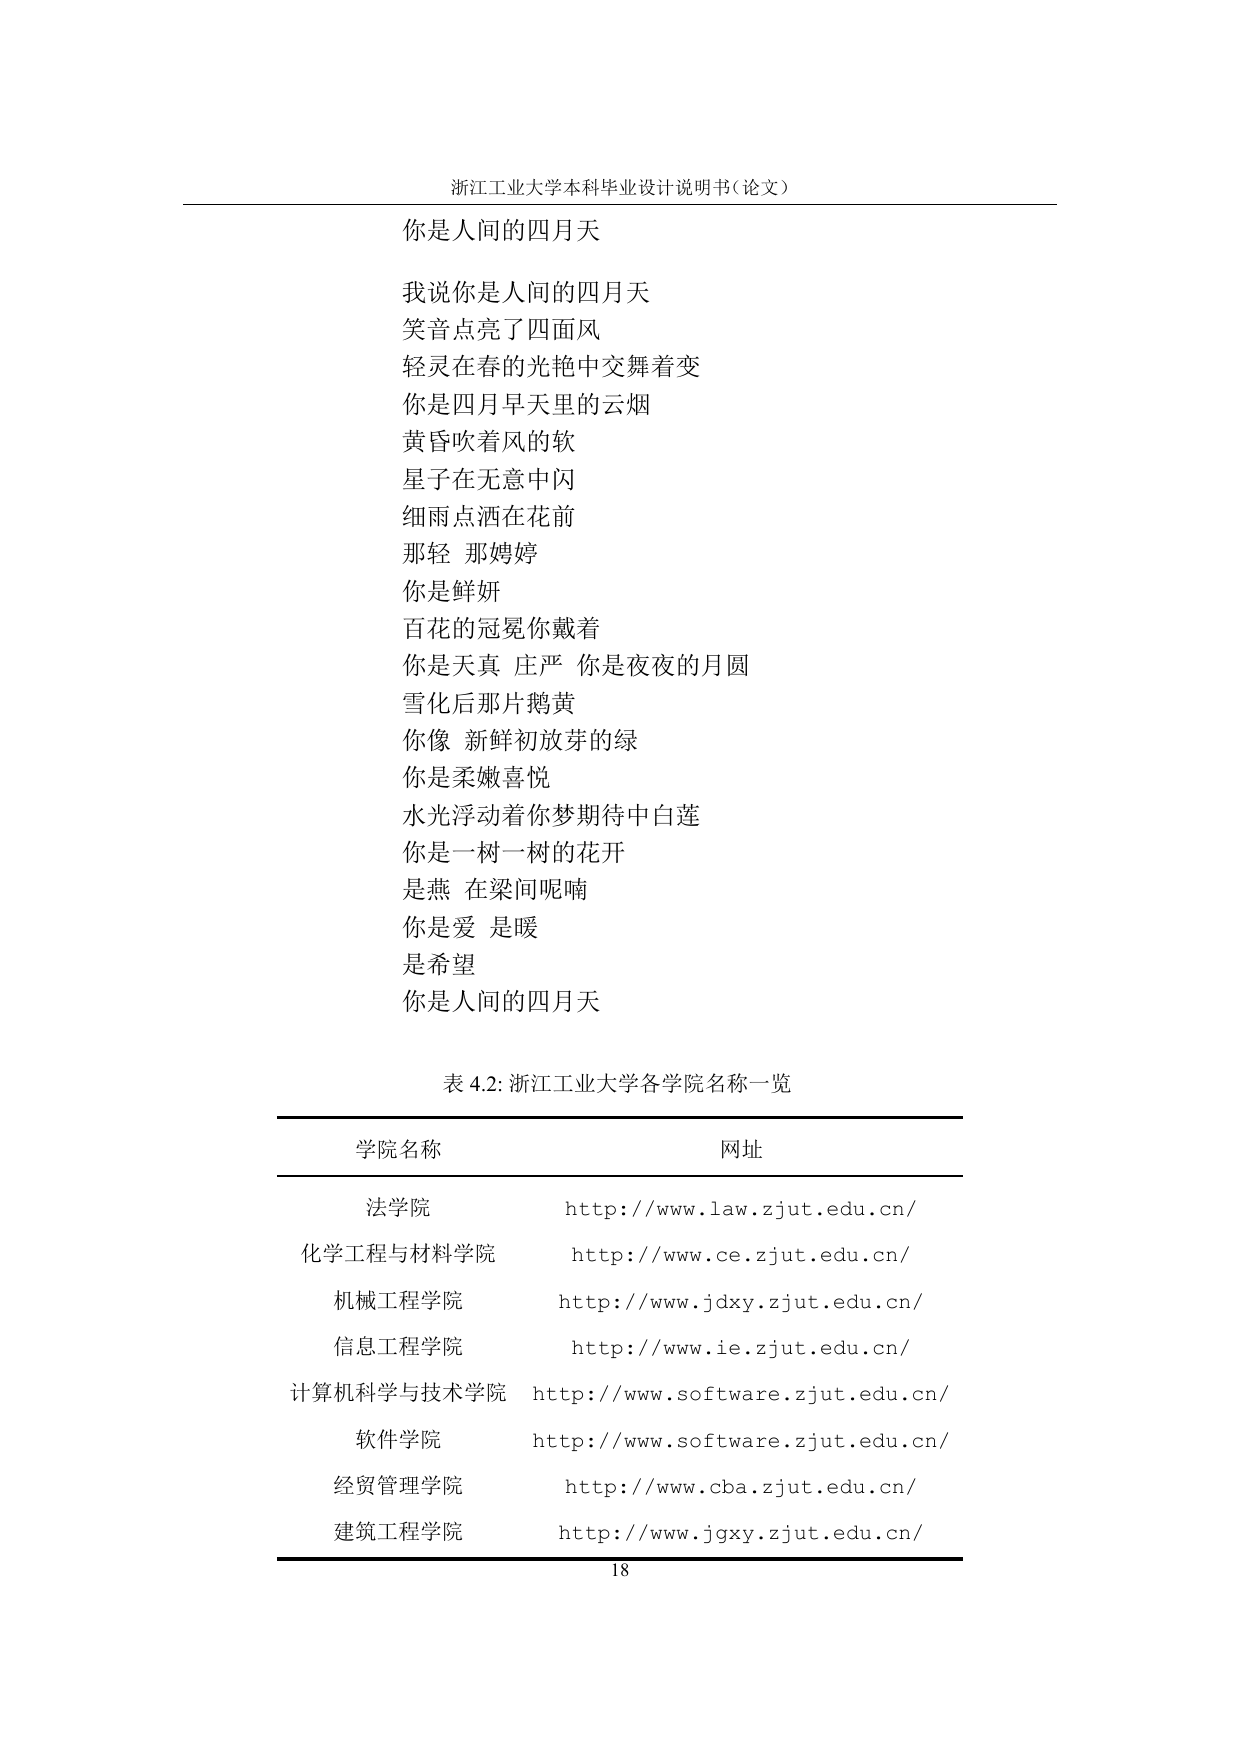 浙江工业大学本科毕业设计说明书（论文）
你是人间的四月天
我说你是人间的四月天
笑音点亮了四面风
轻灵在春的光艳中交舞着变
你是四月早天里的云烟
黄昏吹着风的软
星子在无意中闪
细雨点洒在花前
那轻 那娉婷
你是鲜妍
百花的冠冕你戴着
你是天真 庄严 你是夜夜的月圆
雪化后那片鹅黄
你像 新鲜初放芽的绿
你是柔嫩喜悦
水光浮动着你梦期待中白莲
你是一树一树的花开
是燕 在梁间呢喃
你是爱 是暖
是希望
你是人间的四月天
表 4.2: 浙江工业大学各学院名称一览
学院名称 网址
法学院 http://www.law.zjut.edu.cn/
化学工程与材料学院 http://www.ce.zjut.edu.cn/
机械工程学院 http://www.jdxy.zjut.edu.cn/
信息工程学院 http://www.ie.zjut.edu.cn/
计算机科学与技术学院 http://www.software.zjut.edu.cn/
软件学院 http://www.software.zjut.edu.cn/
经贸管理学院 http://www.cba.zjut.edu.cn/
建筑工程学院 http://www.jgxy.zjut.edu.cn/
18